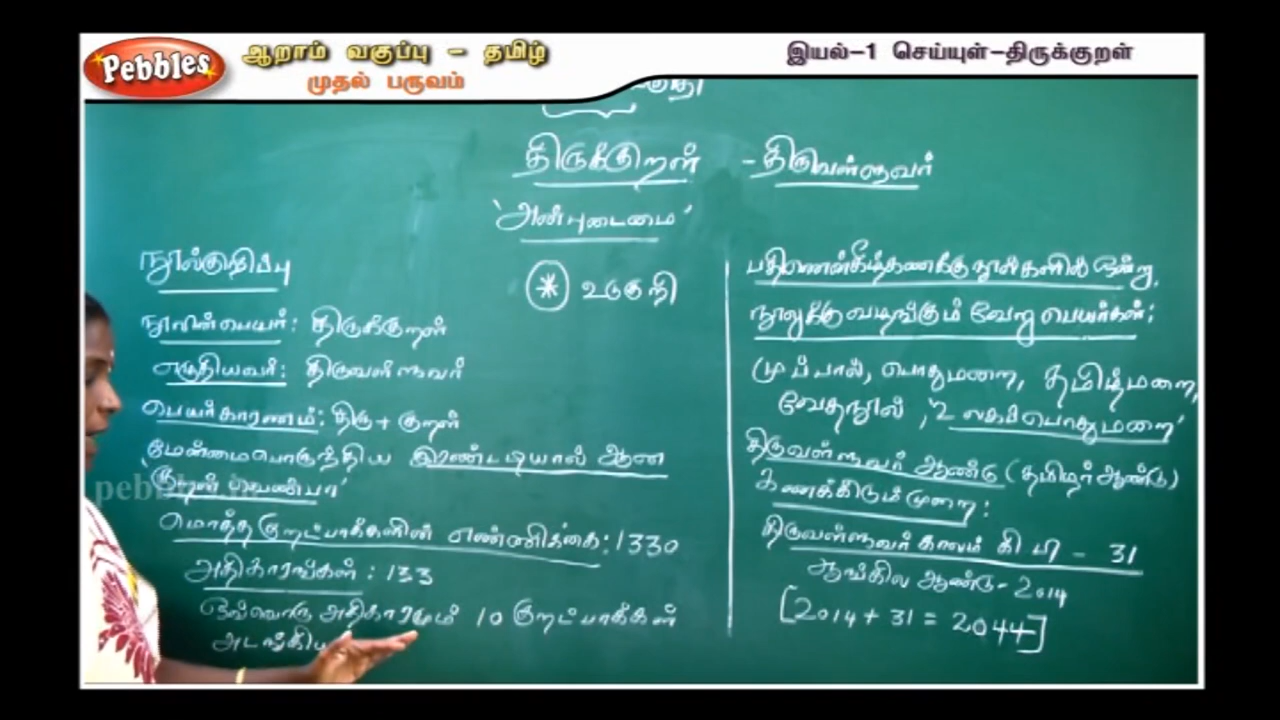 Pebbles
ஆறாம் வகுப்பு - தமிழ்
முதல் பருவம்
இயல்-1 செய்யுள்-திருக்குறள்
திருக்குறள் - திருவள்ளுவர்
'அன்புடைமை'
நூல்குறிப்பு
நூலின்பெயர்: திருக்குறள்
எழுதியவர்: திருவள்ளுவர்
பெயர்காரணம்: திரு + குறள்
மேன்மைபொருந்திய இரண்டடியால் ஆன
'குறள் வெண்பா'
மொத்த குறட்பாக்களின் எண்ணிக்கை: 1330
அதிகாரங்கள்: 133
ஒவ்வொரு அதிகாரமும் 10 குறட்பாக்கள்
pebbles
பதினெண்கீழ்கணக்கு நூல்களில் ஒன்று.
நூலுக்கு வழங்கும் வேறு பெயர்கள்:
முப்பால், பொதுமறை, தமிழ்மறை,
வேதநூல், 'உலகப்பொதுமறை'
திருவள்ளுவர் ஆண்டு (தமிழர் ஆண்டு)
கணக்கிடும்முறை:
திருவள்ளுவர் காலம் கி பி - 31
ஆங்கில ஆண்டு - 2014
[2014 + 31 = 2044]